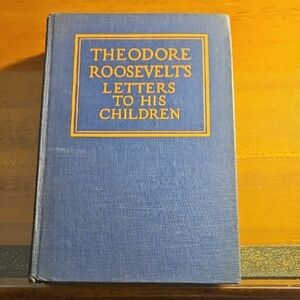 THEODORE
ROOSEVELT'S
LETTERS
TO HIS
CHILDREN